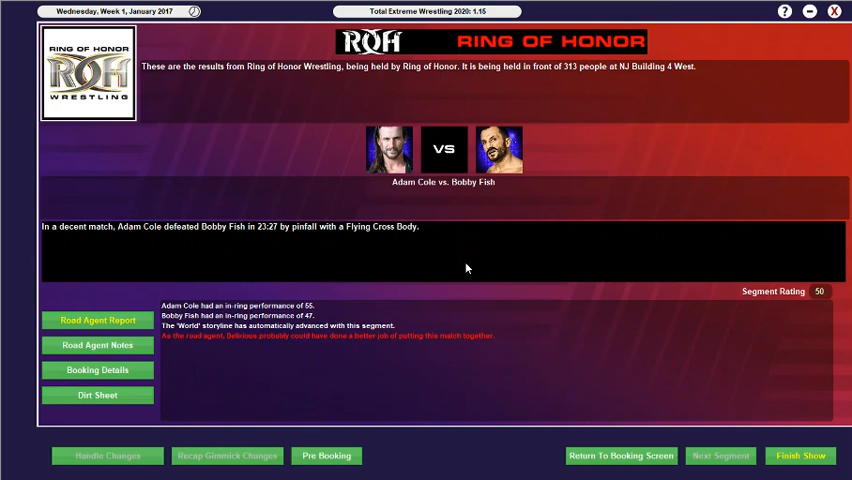 Wednesday, Week 1, January 2017
Total Extreme Wrestling 2020: 1.15
?
X
RING OF HONOR
ROH
WRESTLING
ROH RING OF HONOR
These are the results from Ring of Honor Wrestling, being held by Ring of Honor. It is being held in front of 313 people at NJ Building 4 West.
VS
Adam Cole vs. Bobby Fish
In a decent match, Adam Cole defeated Bobby Fish in 23:27 by pinfall with a Flying Cross Body.
Segment Rating 50
Road Agent Report
Road Agent Notes
Booking Details
Dirt Sheet
Adam Cole had an in-ring performance of 55.
Bobby Fish had an in-ring performance of 47.
The 'World' storyline has automatically advanced with this segment.
As the road agent, Delirious probably could have done a better job of putting this match together.
Handle Changes
Recap Gimmick Changes
Pre Booking
Return To Booking Screen
Next Segment
Finish Show